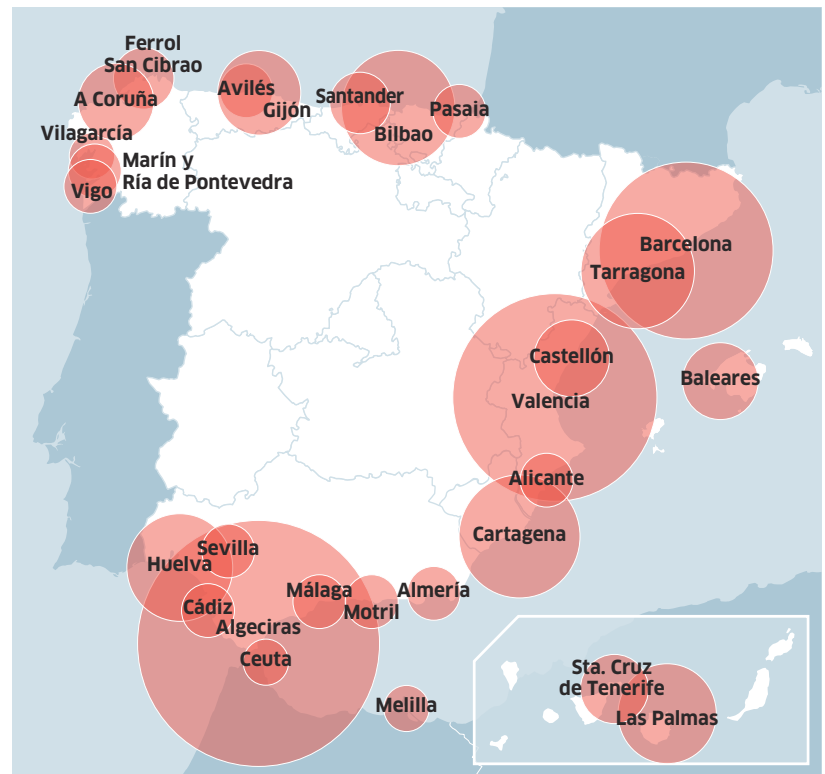 Ferrol
San Cibrao
A Coruña
Avilés
Gijón
Santander
Bilbao
Pasaia
Vilagarcía
Marín y
Ría de Pontevedra
Vigo
Barcelona
Tarragona
Castellón
Valencia
Baleares
Alicante
Cartagena
Sevilla
Huelva
Cádiz
Algeciras
Málaga
Motril
Almería
Ceuta
Melilla
Sta. Cruz
de Tenerife
Las Palmas